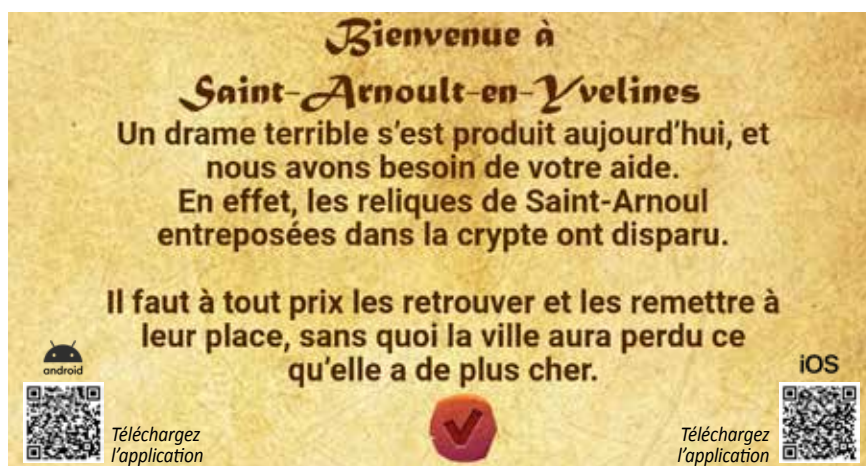 Bienvenue à
Saint-Arnoult-en-Yvelines
Un drame terrible s’est produit aujourd’hui, et
nous avons besoin de votre aide.
En effet, les reliques de Saint-Arnoul
entreposées dans la crypte ont disparu.
Il faut à tout prix les retrouver et les remettre à
leur place, sans quoi la ville aura perdu ce
qu’elle a de plus cher.
android
Téléchargez
l’application
iOS
Téléchargez
l’application